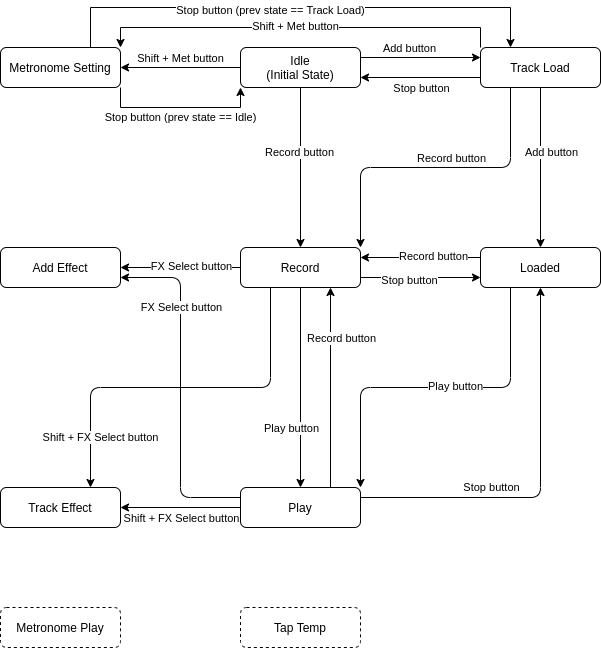 Stop button (prev state == Track Load)
Shift + Met button
Metronome Setting
Shift + Met button
Idle
(Initial State)
Add button
Track Load
Stop button
Stop button (prev state == Idle)
Record button
Record button
Add button
Add Effect
FX Select button
Record
Record button
Stop button
Loaded
FX Select button
Record button
Play button
Shift + FX Select button
Play button
Track Effect
Shift + FX Select button
Play
Stop button
Metronome Play
Tap Temp